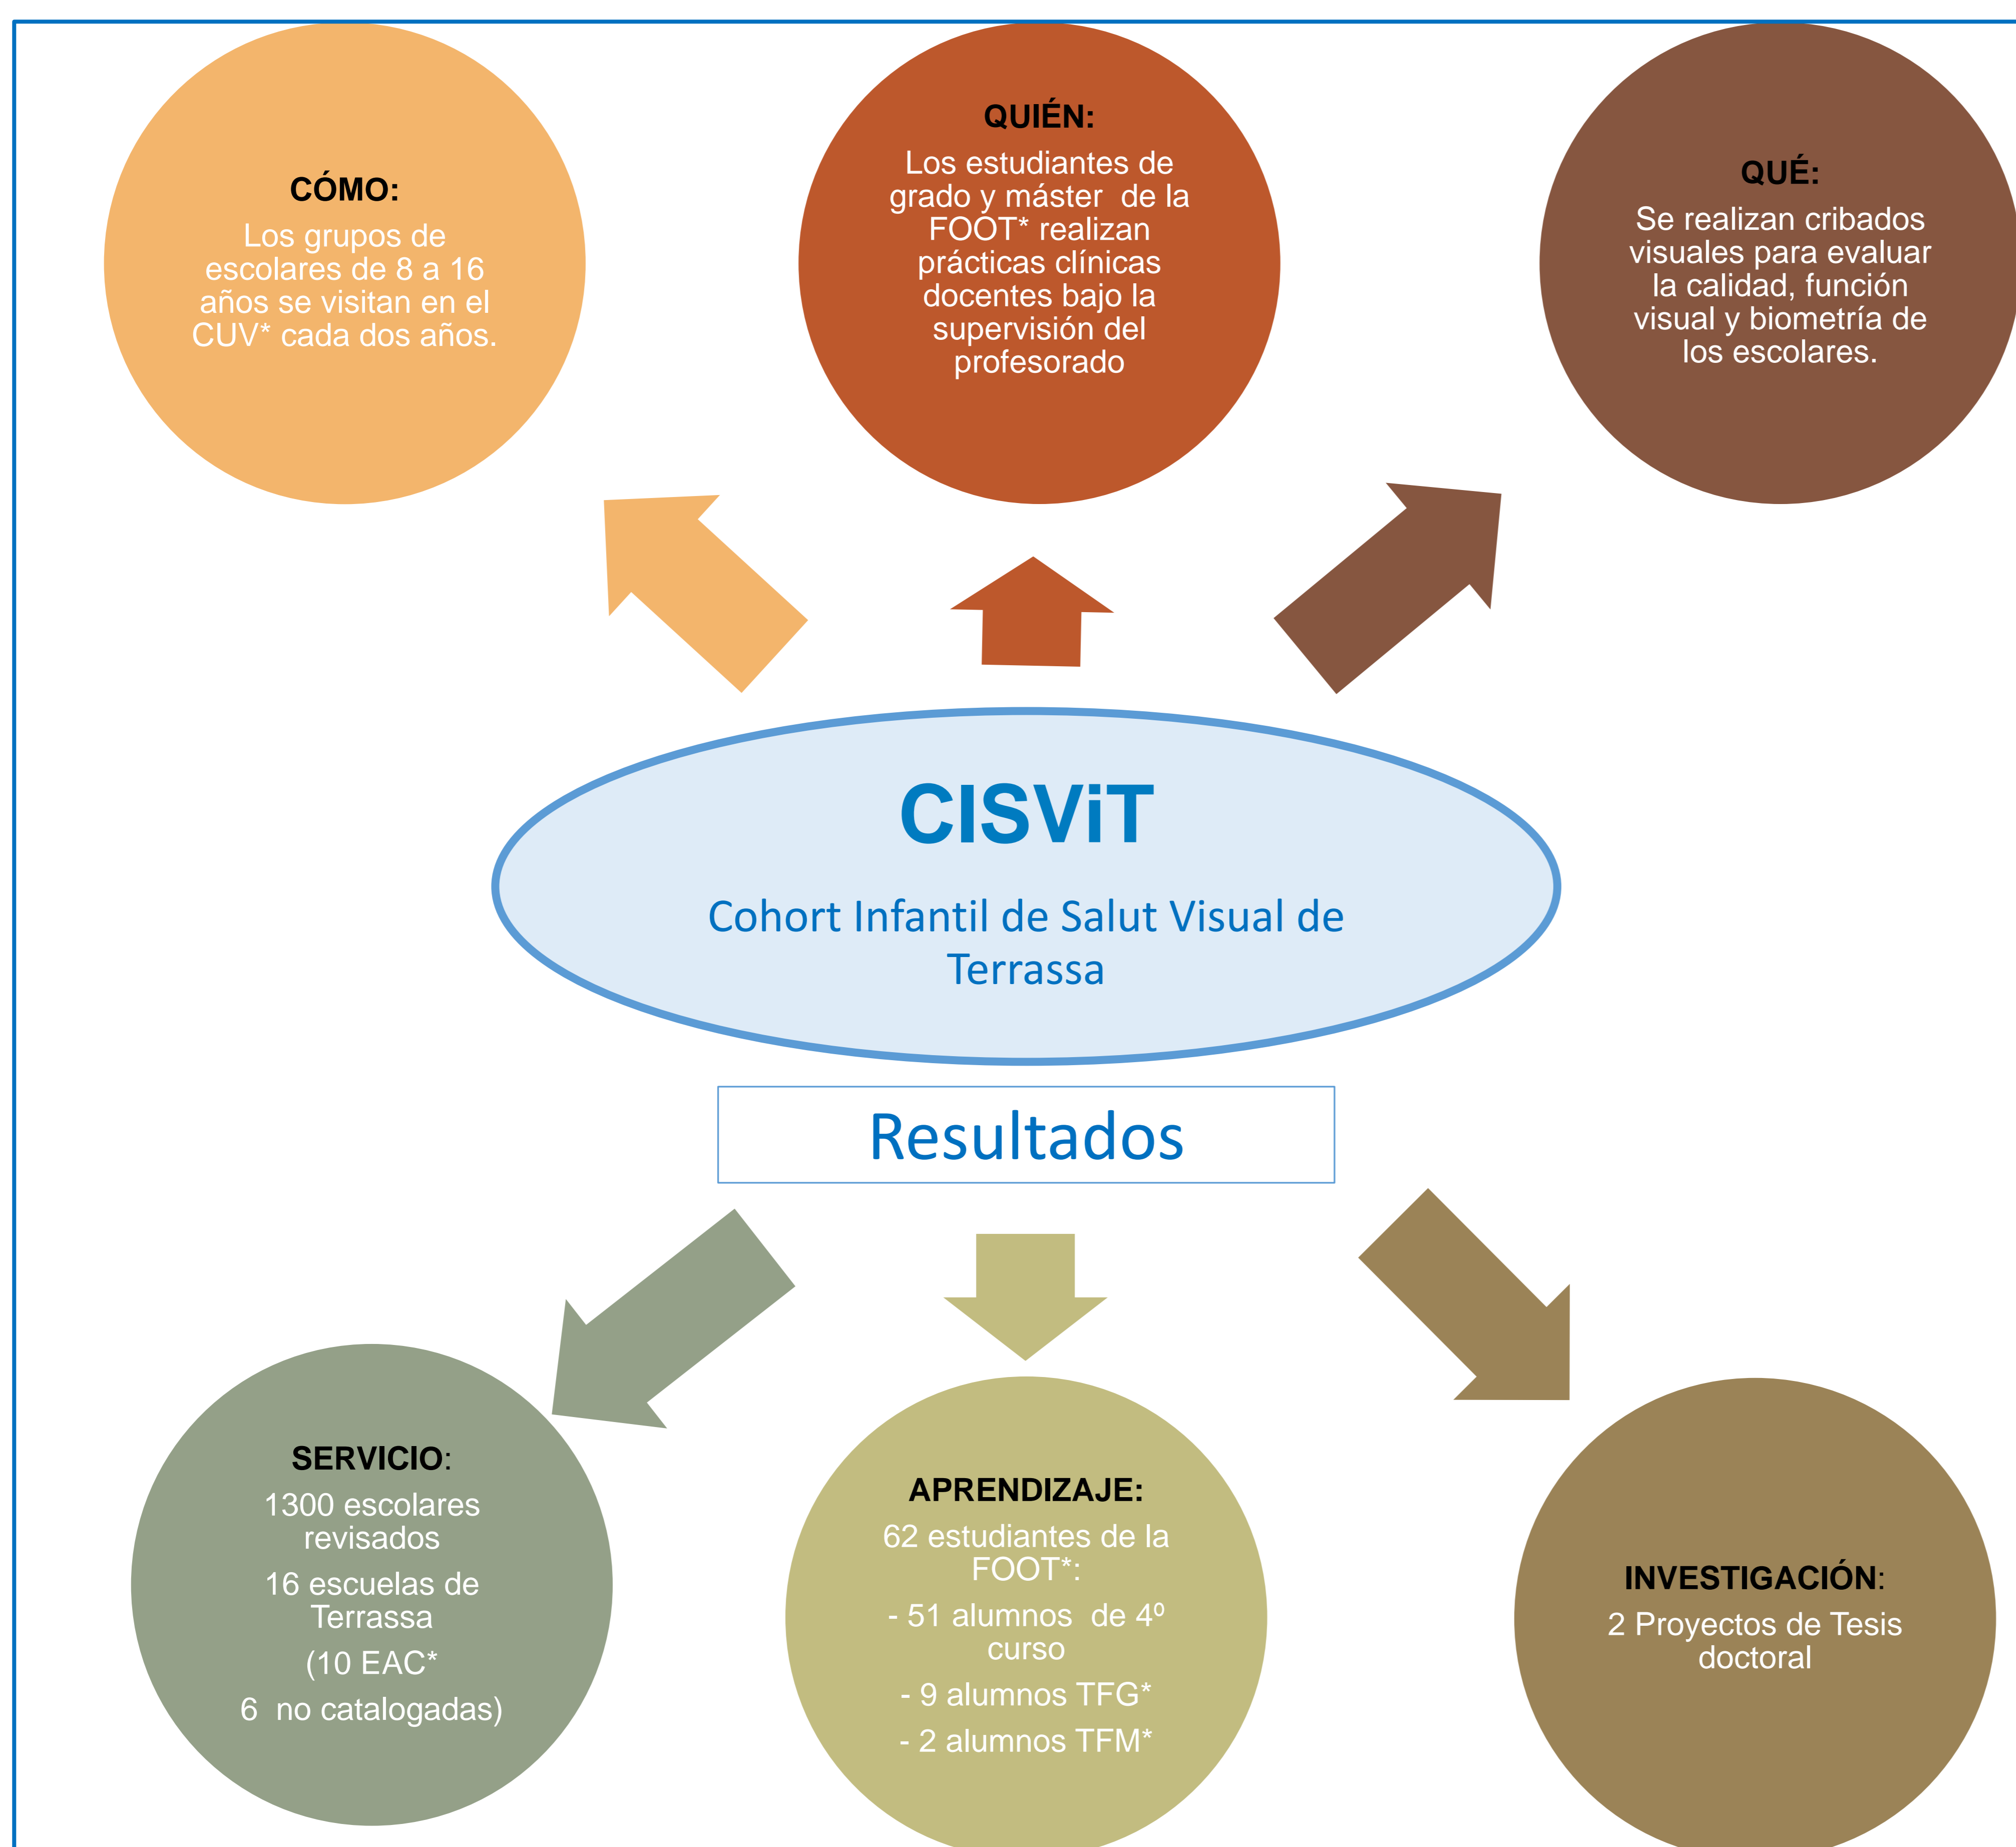 CÓMO:
Los grupos de
escolares de 8 a 16
años se visitan en el
CUV* cada dos años.
QUIÉN:
Los estudiantes de
grado y máster  de la
FOOT* realizan
prácticas clínicas
docentes bajo la
supervisión del
profesorado
QUÉ:
Se realizan cribados
visuales para evaluar
la calidad, función
visual y biometría de
los escolares.
CISViT
Cohort Infantil de Salut Visual de
Terrassa
Resultados
SERVICIO:
1300 escolares
revisados
16 escuelas de
Terrassa
(10 EAC*
6  no catalogadas)
APRENDIZAJE:
62 estudiantes de la
FOOT*:
- 51 alumnos  de 4º
curso
- 9 alumnos TFG*
- 2 alumnos TFM*
INVESTIGACIÓN:
2 Proyectos de Tesis
doctoral